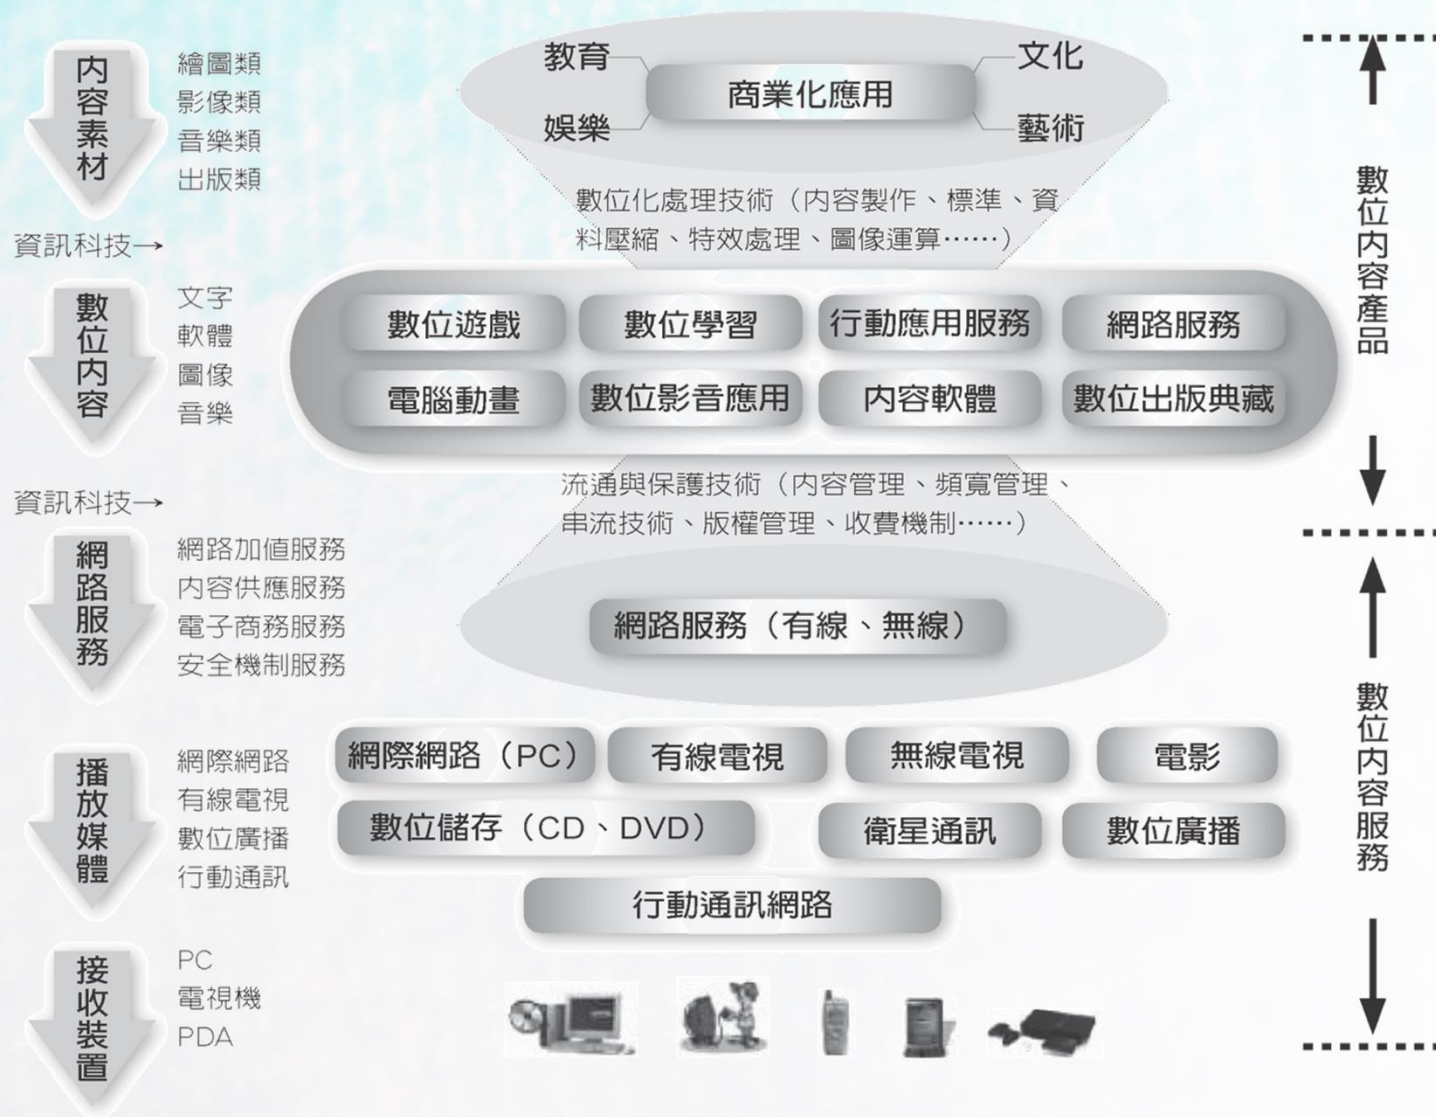 內容素材
繪圖類
影像類
音樂類
出版類
教育
文化
商業化應用
娛樂
藝術
數位化處理技術（內容製作、標準、資
料壓縮、特效處理、圖像運算……）
資訊科技→
數位內容
文字
軟體
圖像
音樂
數位遊戲
數位學習
行動應用服務
網路服務
電腦動畫
數位影音應用
內容軟體
數位出版典藏
數位內容產品
資訊科技→
流通與保護技術（內容管理、頻寬管理、
串流技術、版權管理、收費機制……）
網路服務
網路加值服務
內容供應服務
電子商務服務
安全機制服務
網路服務（有線、無線）
播放媒體
網際網路
有線電視
數位廣播
行動通訊
網際網路（PC）
有線電視
無線電視
電影
數位儲存（CD、DVD）
衛星通訊
數位廣播
行動通訊網路
數位內容服務
接收裝置
PC
電視機
PDA